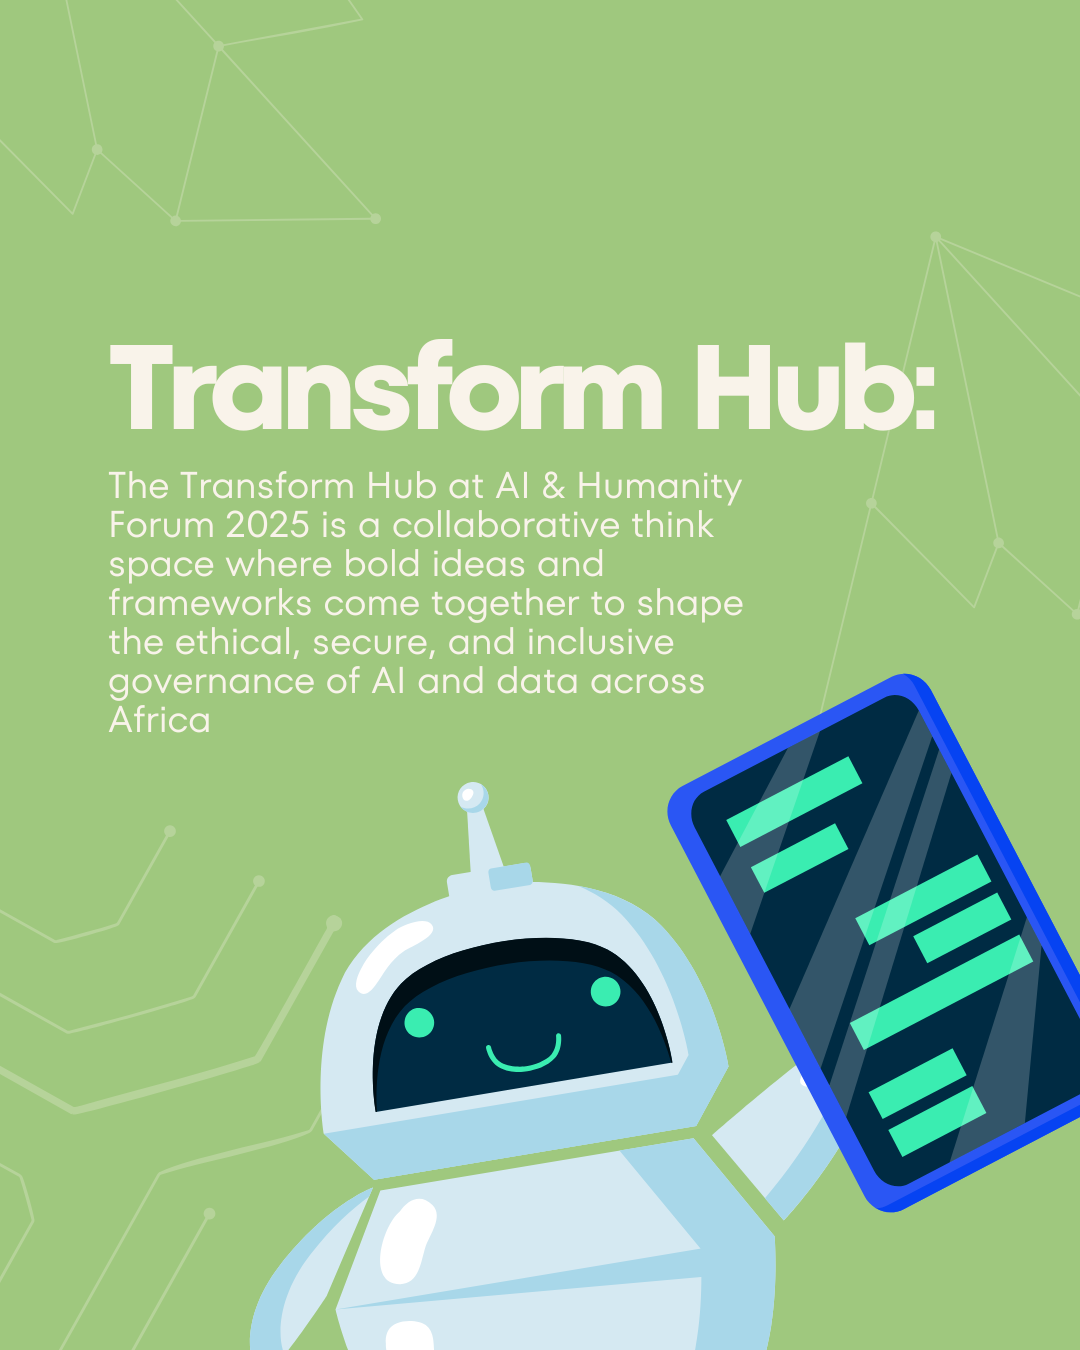 Transform Hub:
The Transform Hub at AI & Humanity
Forum 2025 is a collaborative think
space where bold ideas and
frameworks come together to shape
the ethical, secure, and inclusive
governance of AI and data across
Africa